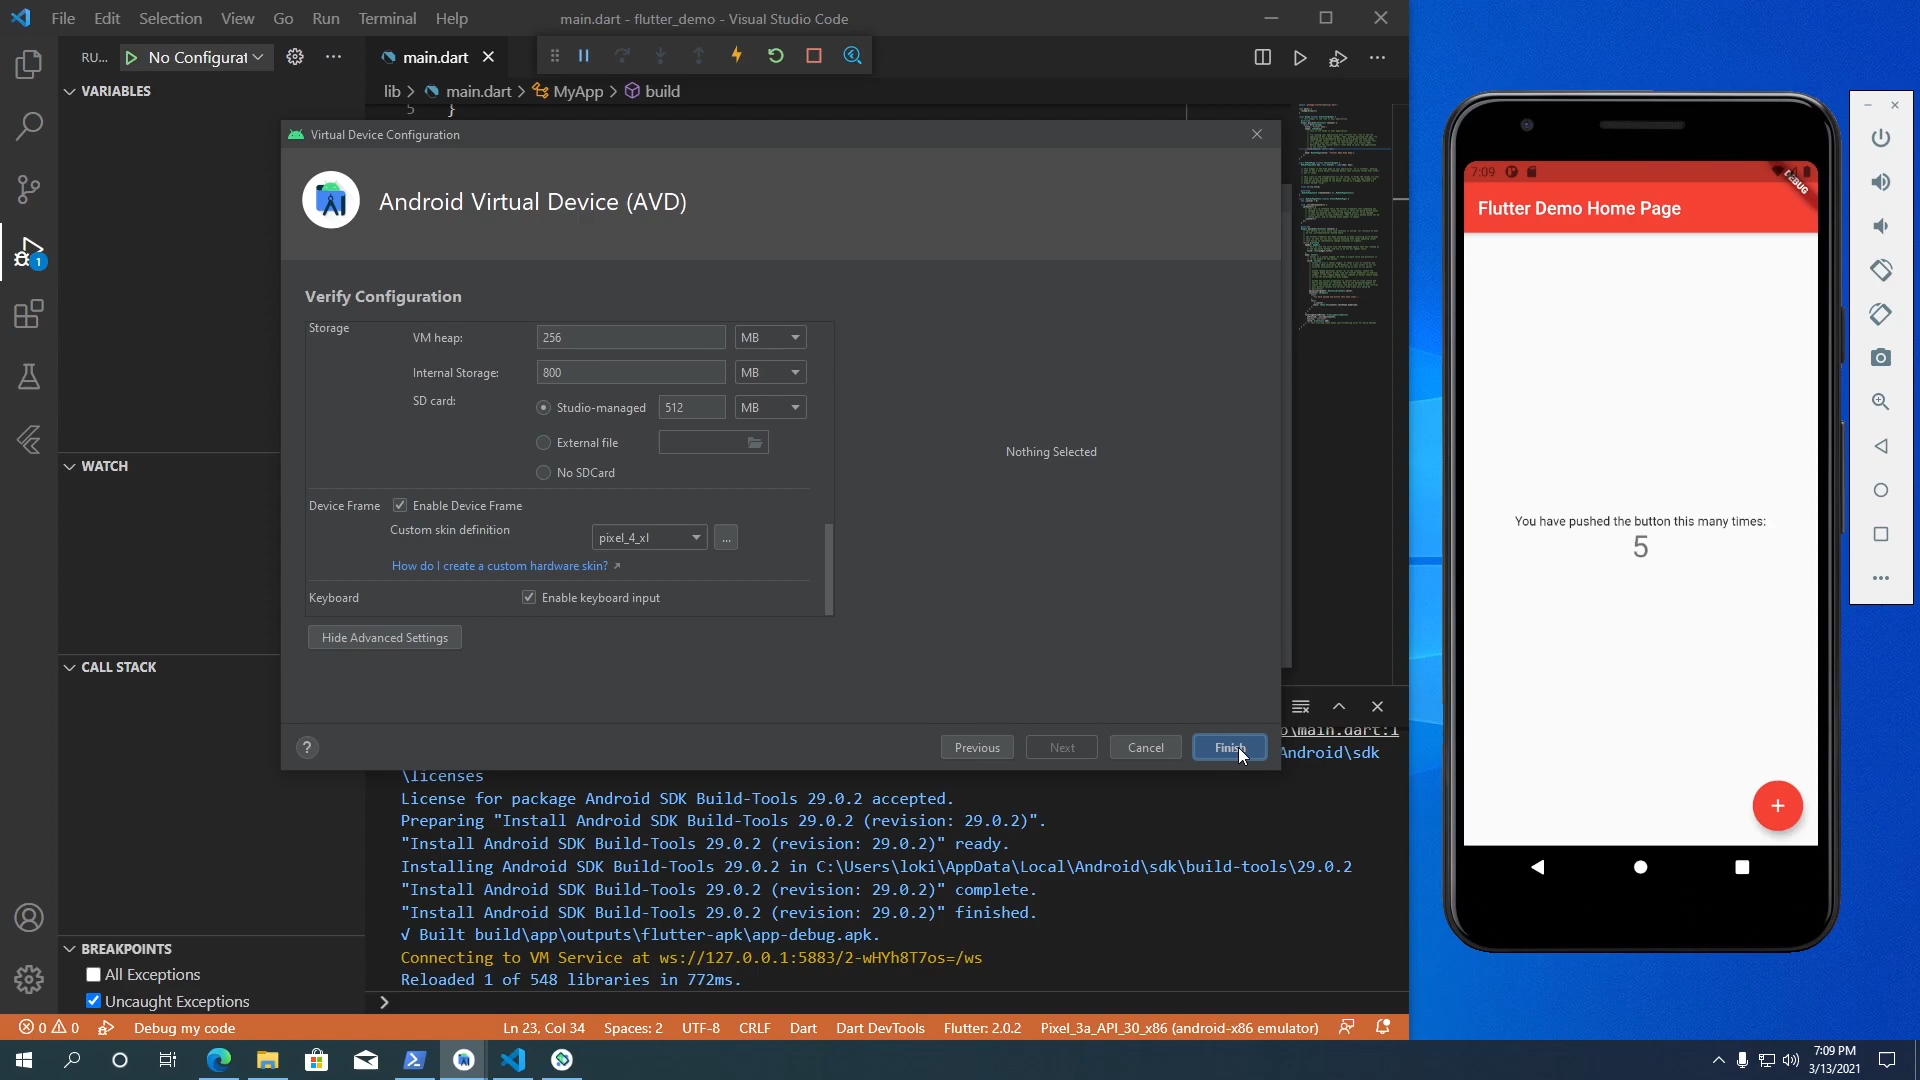 File Edit Selection View Go Run Terminal Help
main.dart - flutter_demo - Visual Studio Code
RU... No Configurat
main.dart
lib > main.dart > MyApp > build
VARIABLES
5 }
Virtual Device Configuration
Android Virtual Device (AVD)
Verify Configuration
Storage
VM heap: 256 MB
Internal Storage: 800 MB
SD card:
Studio-managed 512 MB
External file
No SDCard
Nothing Selected
Device Frame Enable Device Frame
Custom skin definition
pixel_4_xl ...
How do I create a custom hardware skin?
Keyboard Enable keyboard input
Hide Advanced Settings
? Previous Next Cancel Finish
WATCH
CALL STACK
BREAKPOINTS
All Exceptions
Uncaught Exceptions
1
b\main.dart:1
Android\sdk
\licenses
License for package Android SDK Build-Tools 29.0.2 accepted.
Preparing "Install Android SDK Build-Tools 29.0.2 (revision: 29.0.2)".
"Install Android SDK Build-Tools 29.0.2 (revision: 29.0.2)" ready.
Installing Android SDK Build-Tools 29.0.2 in C:\Users\loki\AppData\Local\Android\sdk\build-tools\29.0.2
"Install Android SDK Build-Tools 29.0.2 (revision: 29.0.2)" complete.
"Install Android SDK Build-Tools 29.0.2 (revision: 29.0.2)" finished.
√ Built build\app\outputs\flutter-apk\app-debug.apk.
Connecting to VM Service at ws://127.0.0.1:5883/2-wHYh8T7os=/ws
Reloaded 1 of 548 libraries in 772ms.
0 0 Debug my code Ln 23, Col 34 Spaces: 2 UTF-8 CRLF Dart Dart DevTools Flutter: 2.0.2 Pixel_3a_API_30_x86 (android-x86 emulator)
7:09
DEBUG
Flutter Demo Home Page
You have pushed the button this many times:
5
+
7:09 PM
3/13/2021